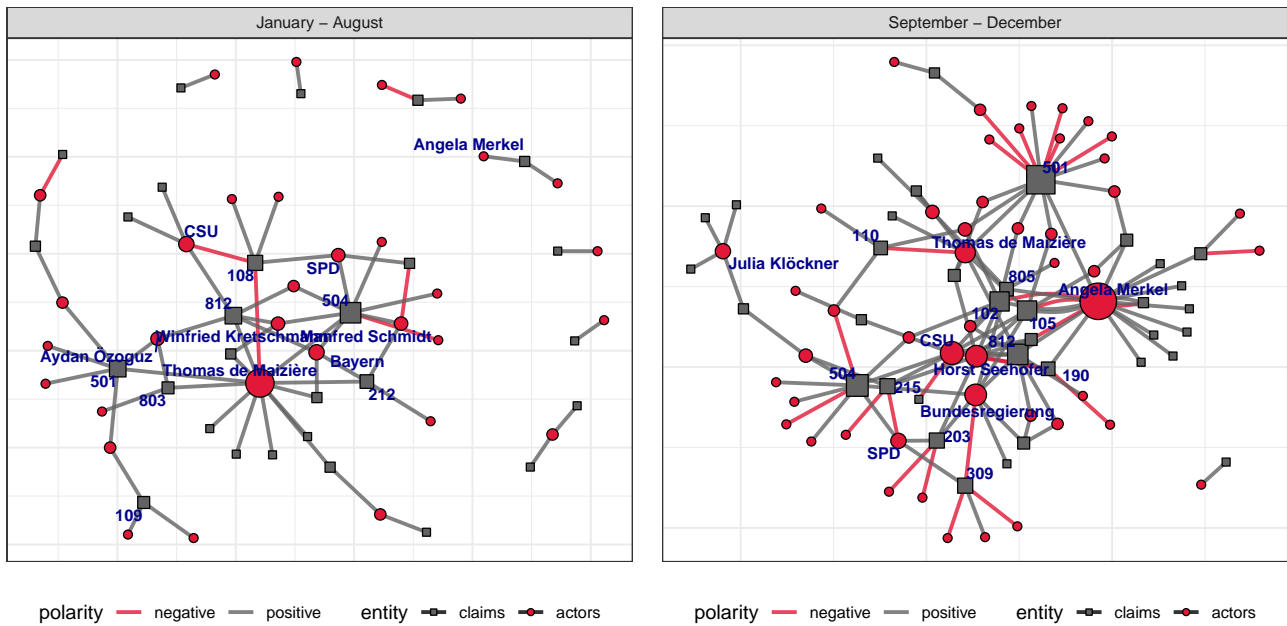 January – August
Angela Merkel
CSU
108
SPD
812
504
Winfried Kretschmann
Manfred Schmidt
Aydan Özoguz
Bayern
Thomas de Maizière
501
212
803
109
September – December
501
110
Thomas de Maizière
Julia Klöckner
805
Angela Merkel
102
105
CSU
812
Horst Seehofer
504
215
190
Bundesregierung
SPD
203
309
polarity negative positive entity claims actors
polarity negative positive entity claims actors